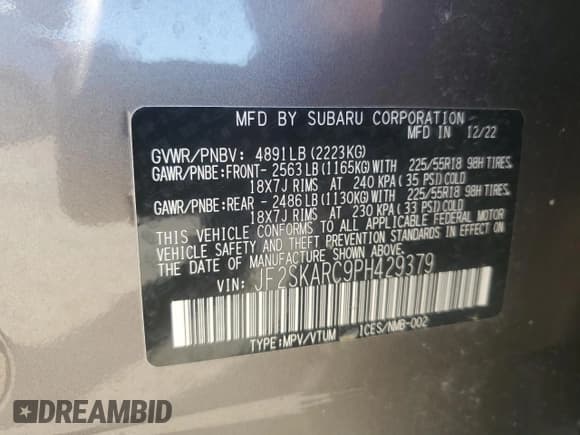 MFD BY SUBARU CORPORATION
MFD IN 12/22
GVWR/PNBV: 4891LB (2223KG)
GAWR/PNBE:FRONT- 2563 LB (1165KG) WITH 225/55R18 98H TIRES,
18X7J RIMS AT 240 KPA (35 PSI) COLD
GAWR/PNBE:REAR - 2486 LB (1130KG) WITH 225/55R18 98H TIRES,
18X7J RIMS AT 230 KPA (33 PSI) COLD
THIS VEHICLE CONFORMS TO ALL APPLICABLE FEDERAL MOTOR
VEHICLE SAFETY AND THEFT PREVENTION STANDARDS IN EFFECT ON
THE DATE OF MANUFACTURE SHOWN ABOVE.
VIN: JF2SKARC9PH429379
TYPE:MPV/VTUM ICES/NMB-002
DREAMBID